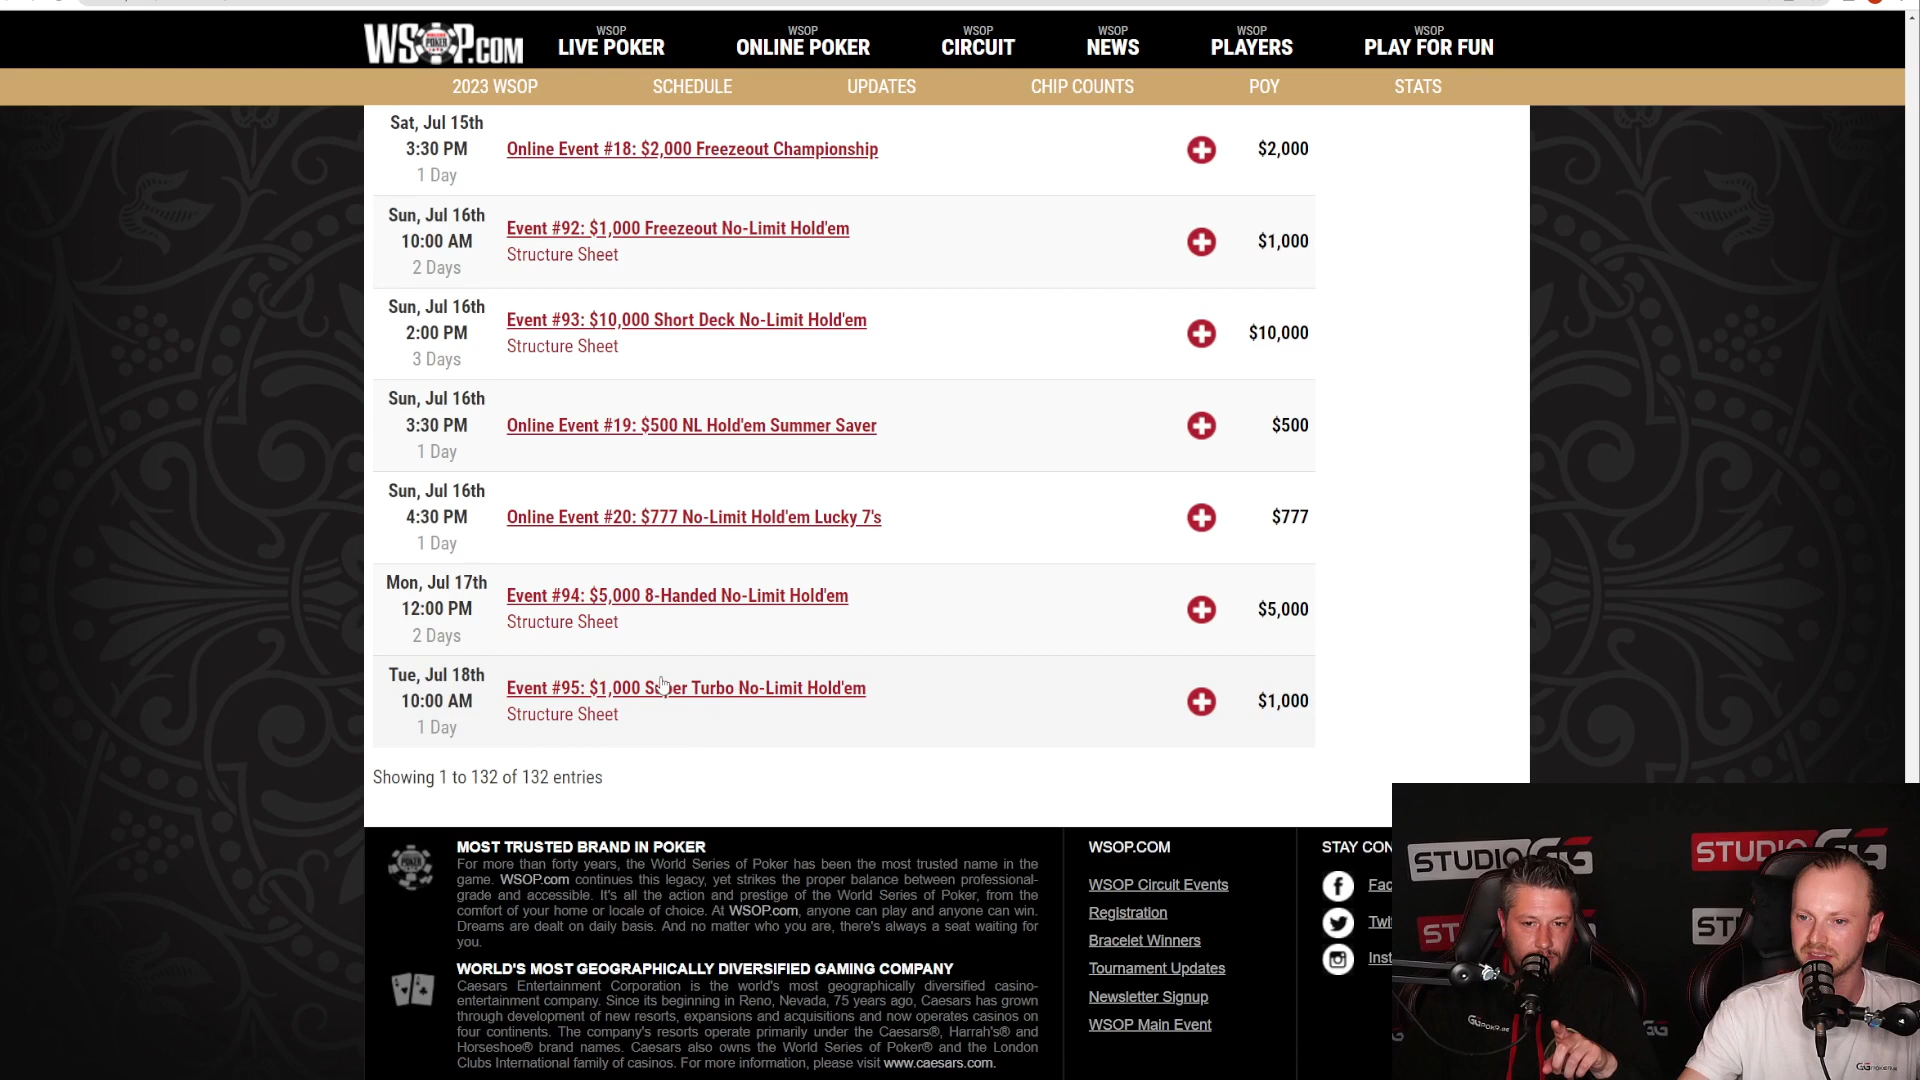 WSOP.COM
WSOP
LIVE POKER
WSOP
ONLINE POKER
WSOP
CIRCUIT
WSOP
NEWS
WSOP
PLAYERS
WSOP
PLAY FOR FUN
2023 WSOP
SCHEDULE
UPDATES
CHIP COUNTS
POY
STATS
Sat, Jul 15th
3:30 PM
1 Day
Online Event #18: $2,000 Freezeout Championship
$2,000
Sun, Jul 16th
10:00 AM
2 Days
Event #92: $1,000 Freezeout No-Limit Hold'em
Structure Sheet
$1,000
Sun, Jul 16th
2:00 PM
3 Days
Event #93: $10,000 Short Deck No-Limit Hold'em
Structure Sheet
$10,000
Sun, Jul 16th
3:30 PM
1 Day
Online Event #19: $500 NL Hold'em Summer Saver
$500
Sun, Jul 16th
4:30 PM
1 Day
Online Event #20: $777 No-Limit Hold'em Lucky 7's
$777
Mon, Jul 17th
12:00 PM
2 Days
Event #94: $5,000 8-Handed No-Limit Hold'em
Structure Sheet
$5,000
Tue, Jul 18th
10:00 AM
1 Day
Event #95: $1,000 Super Turbo No-Limit Hold'em
Structure Sheet
$1,000
Showing 1 to 132 of 132 entries
MOST TRUSTED BRAND IN POKER
For more than forty years, the World Series of Poker has been the most trusted name in the
game. WSOP.com continues this legacy, yet strikes the proper balance between professional-
grade and accessible. It's all the action and prestige of the World Series of Poker, from the
comfort of your home or locale of choice. At WSOP.com, anyone can play and anyone can win.
Dreams are dealt on daily basis. And no matter who you are, there's always a seat waiting for
you.
WORLD'S MOST GEOGRAPHICALLY DIVERSIFIED GAMING COMPANY
Caesars Entertainment Corporation is the world's most geographically diversified casino-
entertainment company. Since its beginning in Reno, Nevada, 75 years ago, Caesars has grown
through development of new resorts, expansions and acquisitions and now operates casinos on
four continents. The company's resorts operate primarily under the Caesars®, Harrah's® and
Horseshoe® brand names. Caesars also owns the World Series of Poker® and the London
Clubs International family of casinos. For more information, please visit www.caesars.com.
WSOP.COM
WSOP Circuit Events
Registration
Bracelet Winners
Tournament Updates
Newsletter Signup
WSOP Main Event
STAY CON
Fac
Twi
Inst
STUDIO GG
STUDIO GG
ST
STU
GG
GGPOKER.BE